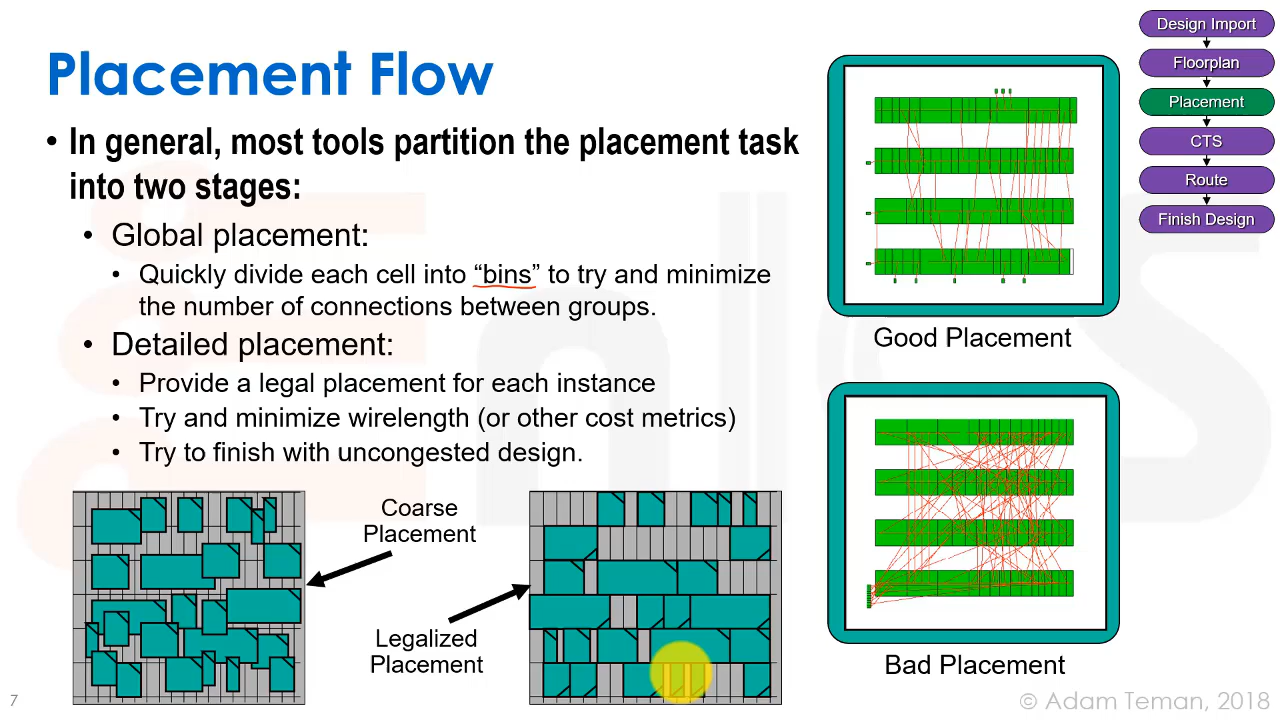 Placement Flow
• In general, most tools partition the placement task
into two stages:
• Global placement:
• Quickly divide each cell into “bins” to try and minimize
the number of connections between groups.
• Detailed placement:
• Provide a legal placement for each instance
• Try and minimize wirelength (or other cost metrics)
• Try to finish with uncongested design.
Coarse
Placement
Legalized
Placement
Good Placement
Bad Placement
Design Import
Floorplan
Placement
CTS
Route
Finish Design
7
© Adam Teman, 2018